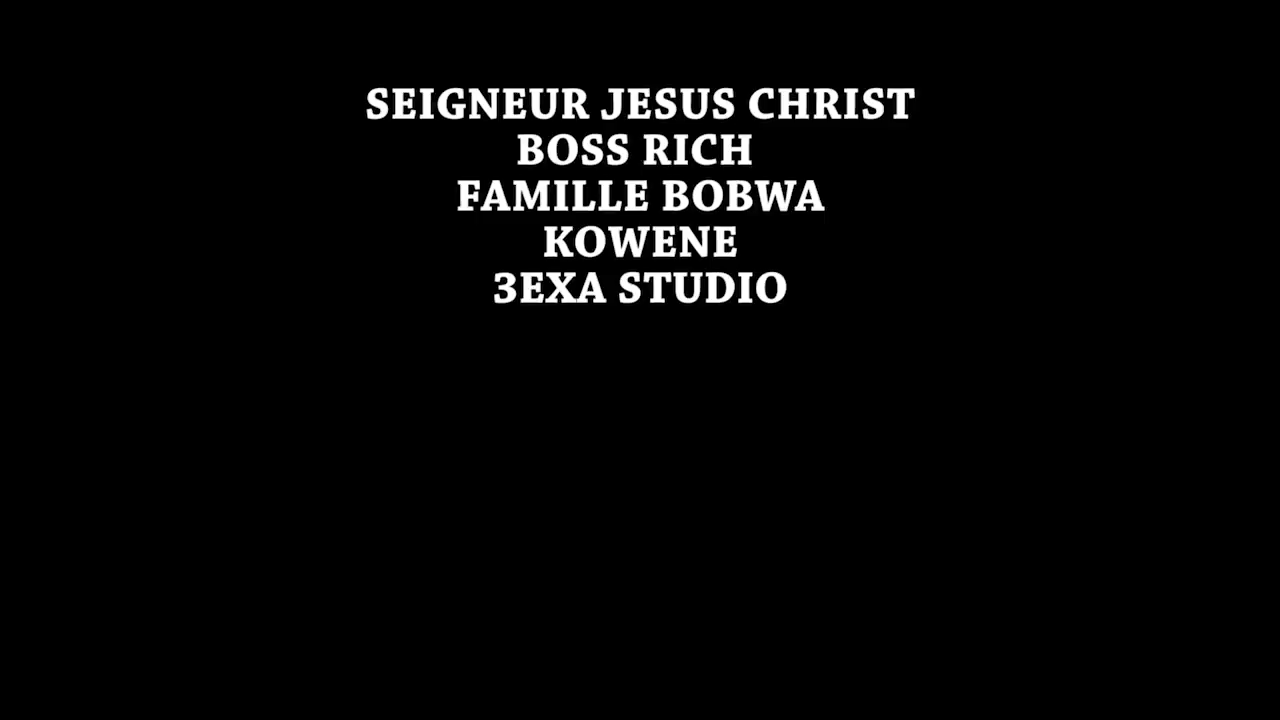 SEIGNEUR JESUS CHRIST
BOSS RICH
FAMILLE BOBWA
KOWENE
3EXA STUDIO